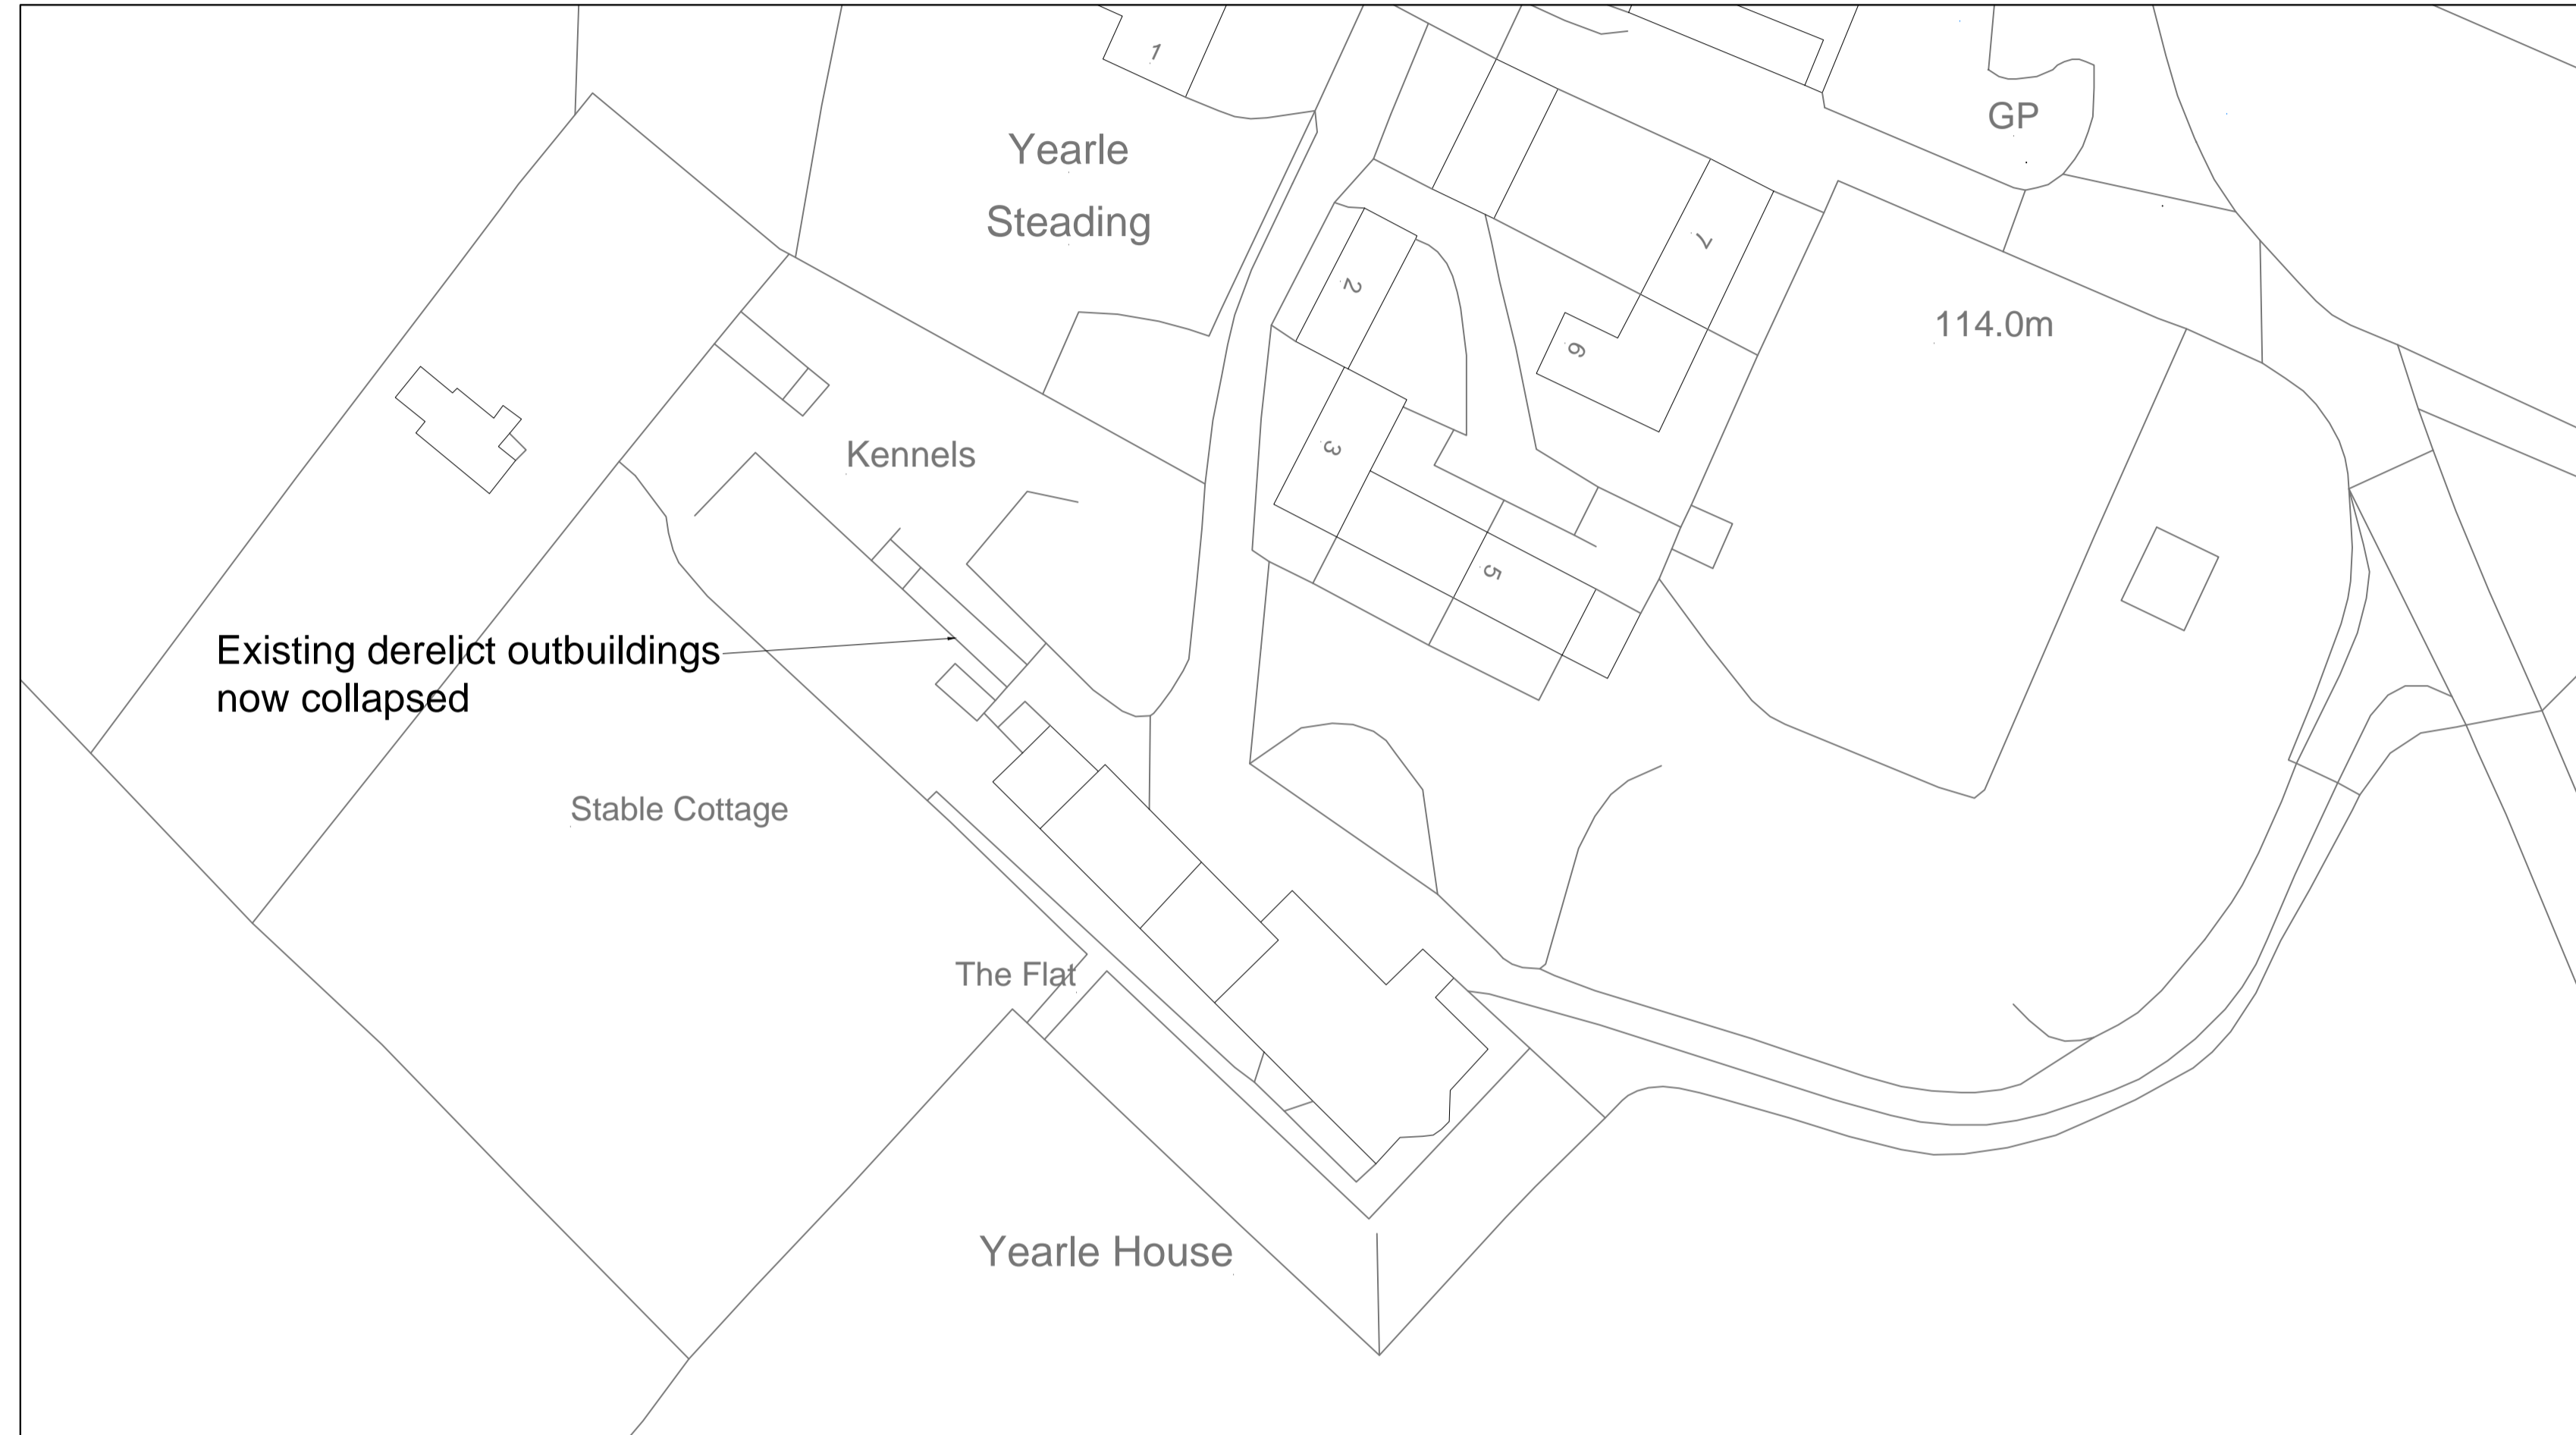 1
Yearle
Steading
GP
2
7
6
114.0m
3
Kennels
5
Existing derelict outbuildings
now collapsed
Stable Cottage
The Flat
Yearle House